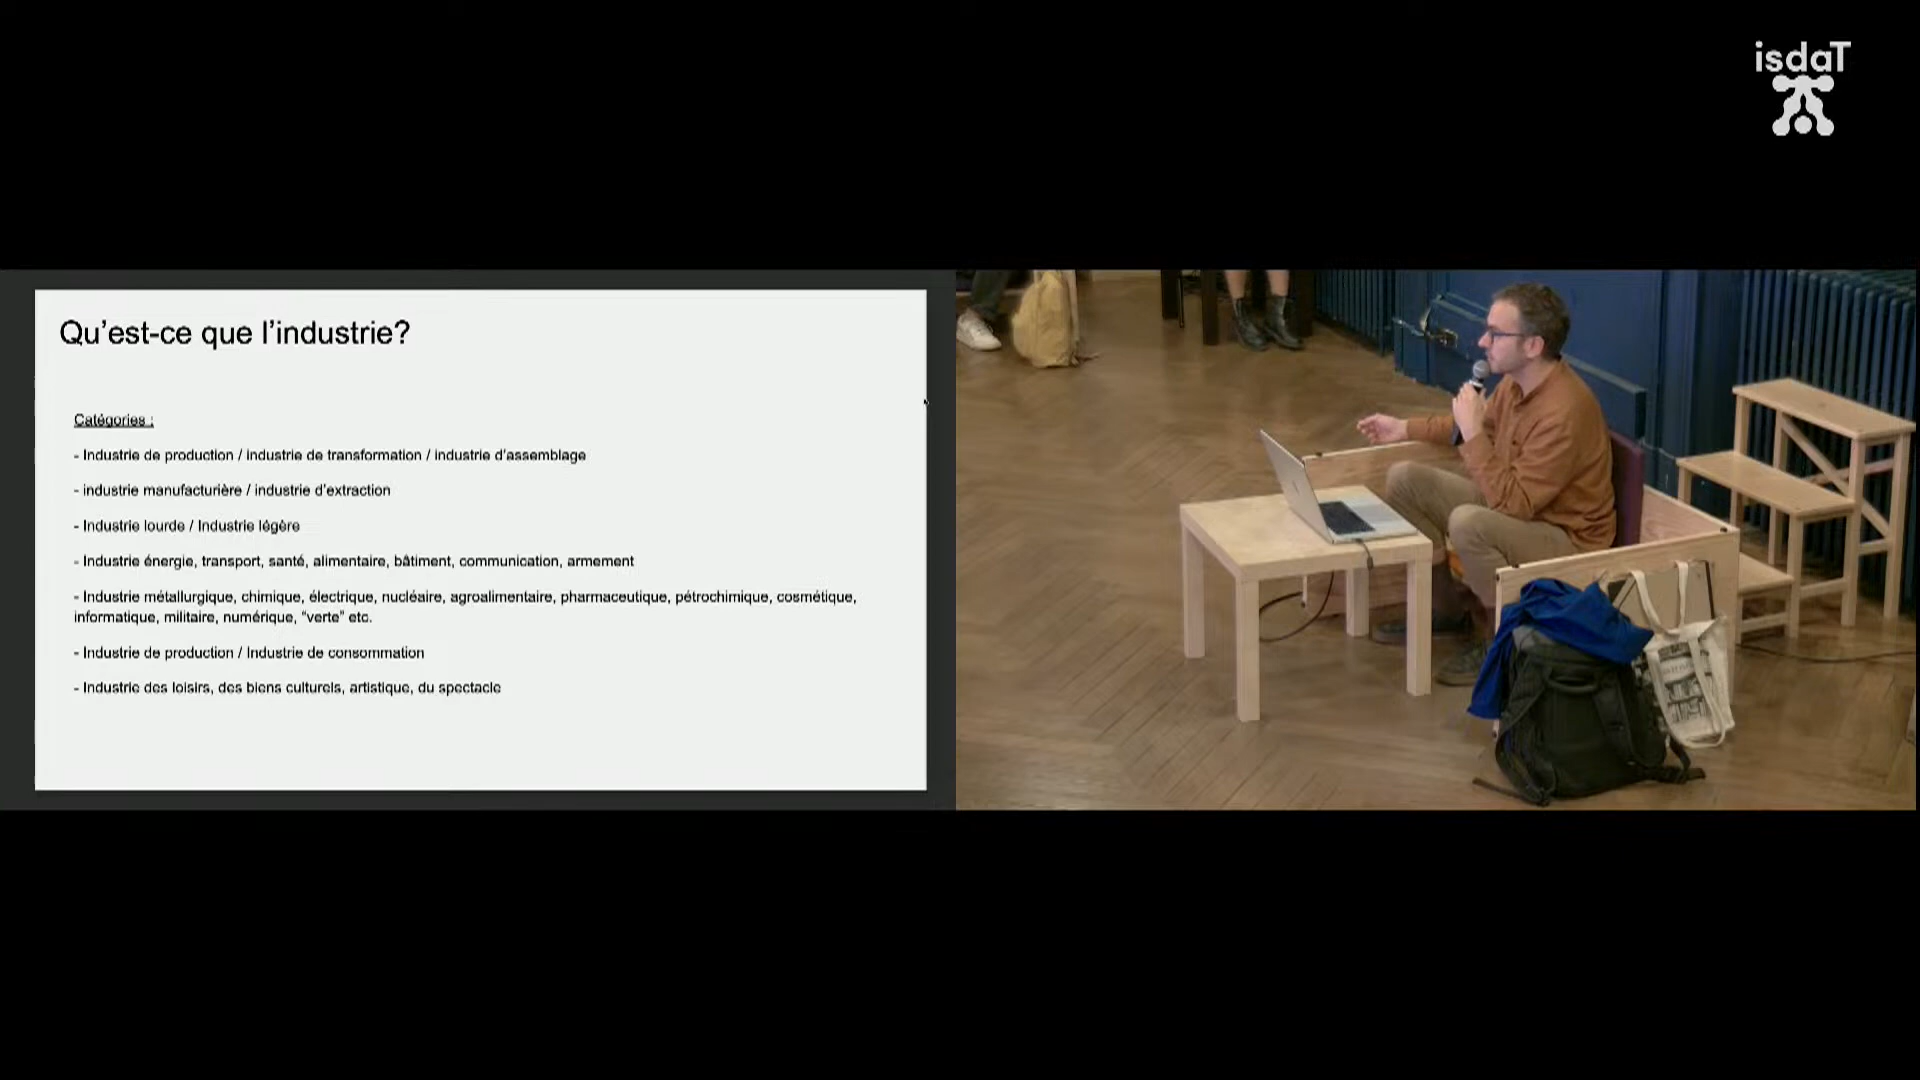 isdaT
Qu’est-ce que l’industrie?
Catégories :
- Industrie de production / industrie de transformation / industrie d’assemblage
- industrie manufacturière / industrie d’extraction
- Industrie lourde / Industrie légère
- Industrie énergie, transport, santé, alimentaire, bâtiment, communication, armement
- Industrie métallurgique, chimique, électrique, nucléaire, agroalimentaire, pharmaceutique, pétrochimique, cosmétique,
informatique, militaire, numérique, “verte” etc.
- Industrie de production / Industrie de consommation
- Industrie des loisirs, des biens culturels, artistique, du spectacle